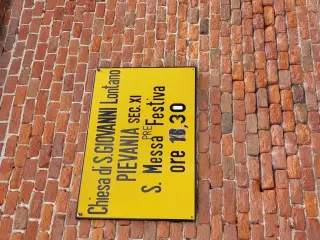 Chiesa di S. GIOVANNI Lontano
PIEVANIA SEC. XI
S. Messa PRE Festiva
ore 16,30